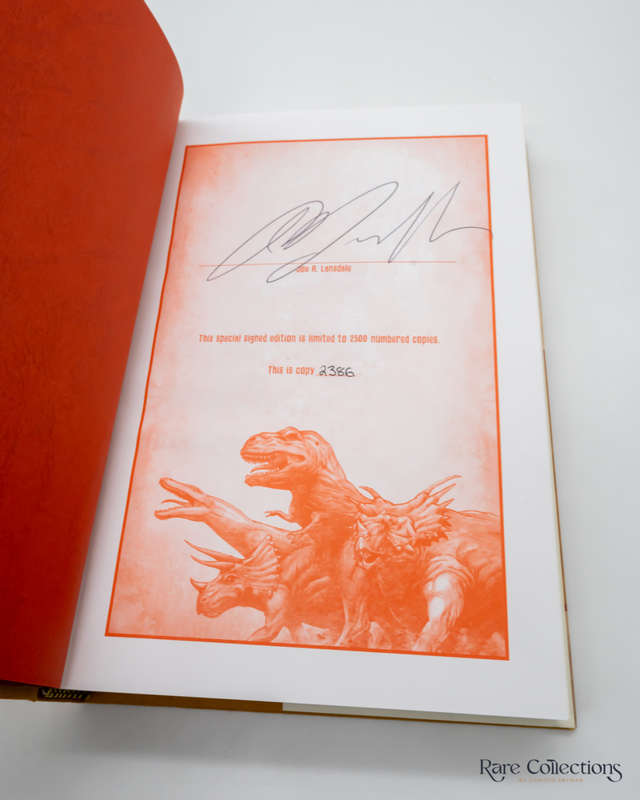 Joe R. Lansdale
This special signed edition is limited to 2500 numbered copies.
This is copy 2386
Rare Collections